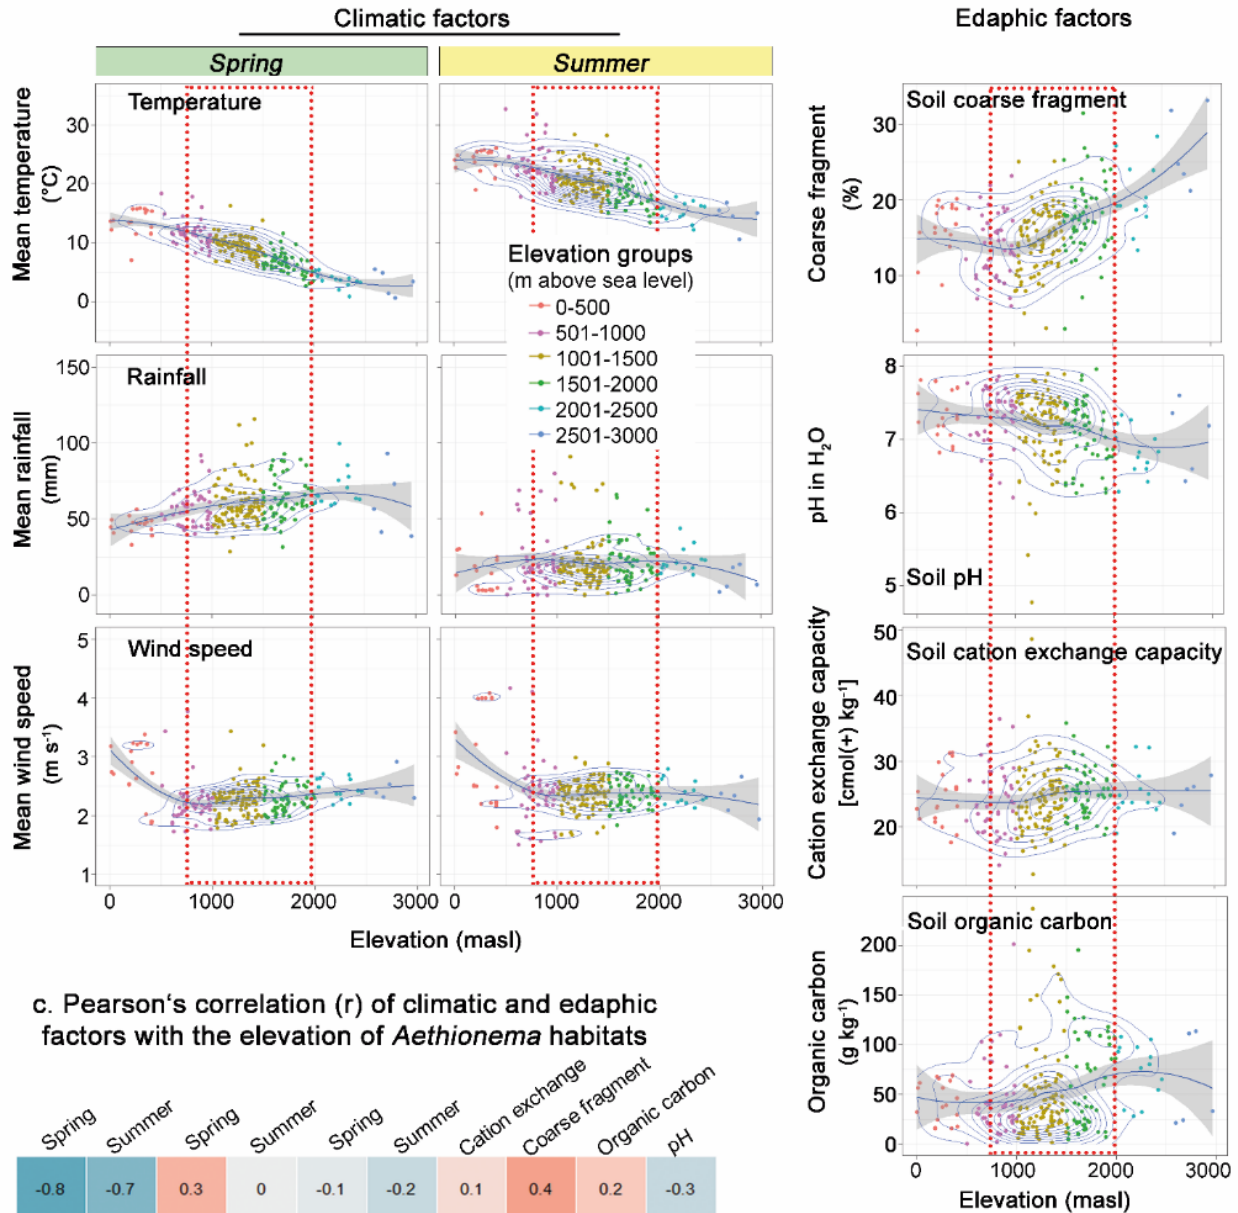 Climatic factors
Edaphic factors
Spring
Summer
Temperature
Mean temperature
(°C)
30
20
10
0
Elevation groups
(m above sea level)
0-500
501-1000
1001-1500
1501-2000
2001-2500
2501-3000
Rainfall
Mean rainfall
(mm)
150
100
50
0
Wind speed
Mean wind speed
(m s⁻¹)
5
4
3
2
1
0
1000
2000
3000
0
1000
2000
3000
Elevation (masl)
Soil coarse fragment
Coarse fragment
(%)
30
20
10
pH in H₂O
8
7
6
5
Soil pH
Soil cation exchange capacity
Cation exchange capacity
[cmol(+) kg⁻¹]
50
40
30
20
Soil organic carbon
Organic carbon
(g kg⁻¹)
200
150
100
50
0
0
1000
2000
3000
Elevation (masl)
c. Pearson‘s correlation (r) of climatic and edaphic
factors with the elevation of Aethionema habitats
Spring
Summer
Spring
Summer
Spring
Summer
Cation exchange
Coarse fragment
Organic carbon
pH
-0.8
-0.7
0.3
0
-0.1
-0.2
0.1
0.4
0.2
-0.3